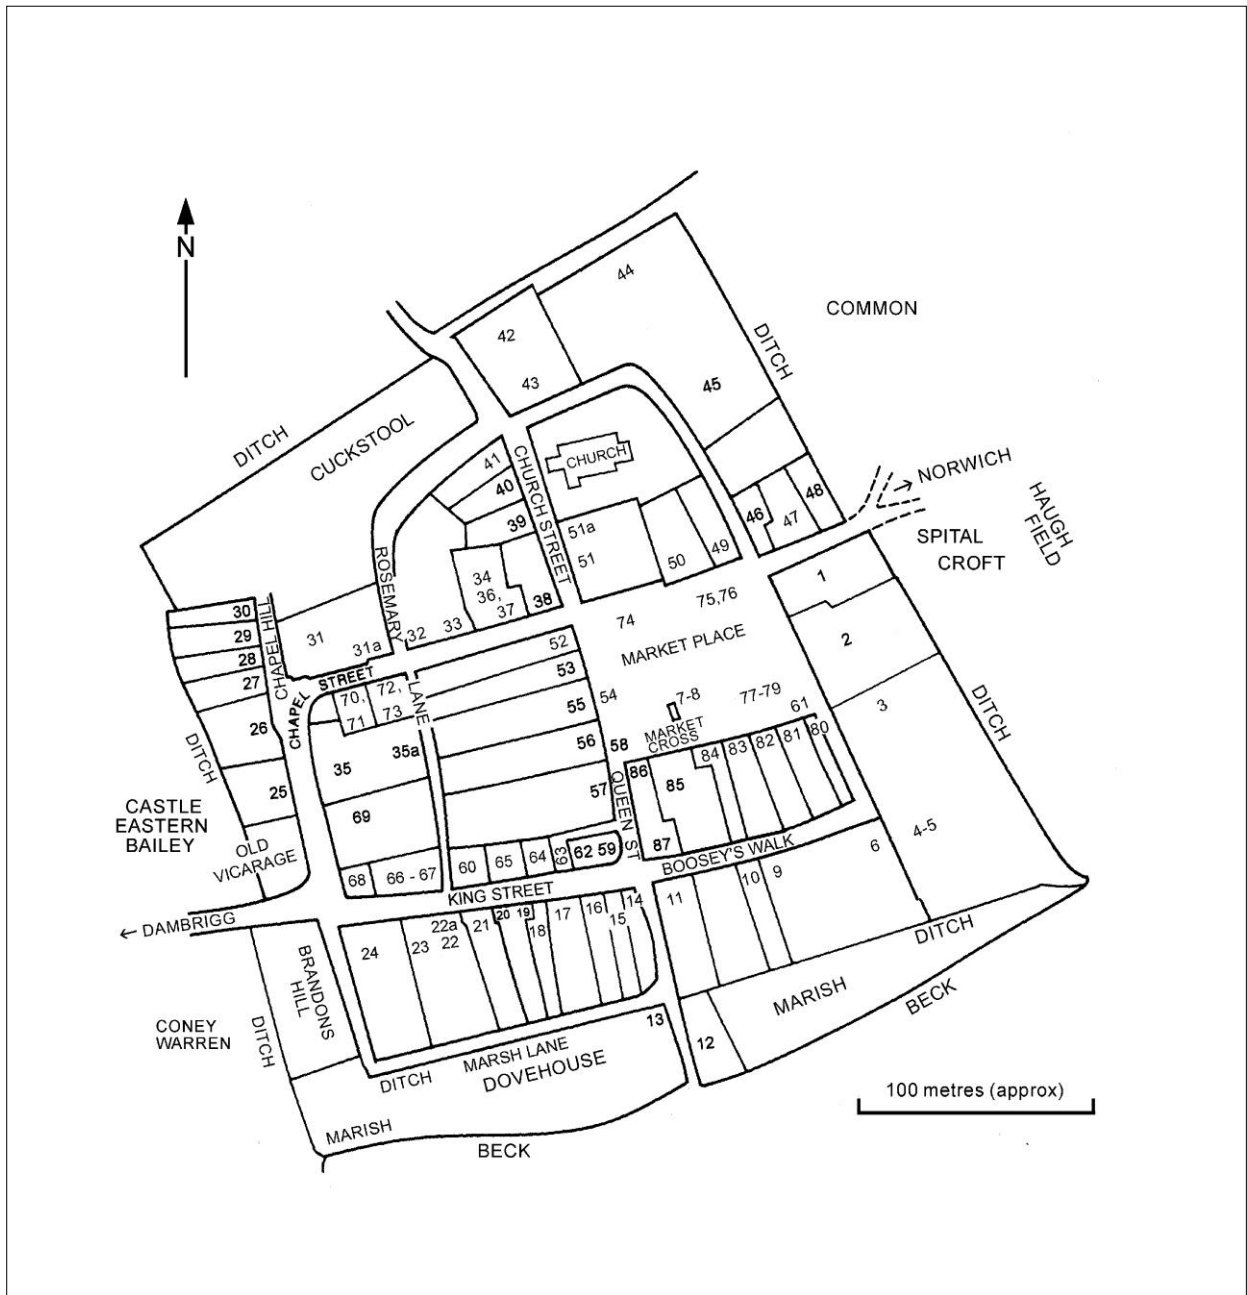 N
44
COMMON
42
DITCH
43
45
DITCH
CUCKSTOOL
41
CHURCH
CHURCH STREET
40
NORWICH
48
46
47
HAUGH
FIELD
39
51a
SPITAL
CROFT
51
50
49
ROSEMARY
34
36,
37
38
1
75,76
30
CHAPEL HILL
29
31
31a
32
33
74
52
MARKET PLACE
2
28
27
CHAPEL
STREET
70,
71
72,
73
LANE
53
54
7-8
77-79
61
3
DITCH
26
55
MARKET
CROSS
35
35a
56
58
84
83
82
81
80
DITCH
86
85
25
57
QUEEN ST
CASTLE
EASTERN
BAILEY
69
4-5
OLD
VICARAGE
87
BOOSEY'S WALK
6
68
66 - 67
60
65
64
63
62
59
10
9
KING STREET
11
← DAMBRIGG
24
23
22a
22
21
20
19
18
17
16
15
14
DITCH
BRANDONS
HILL
MARISH
BECK
CONEY
WARREN
DITCH
13
12
MARSH LANE
DITCH
DOVEHOUSE
100 metres (approx)
MARISH
BECK